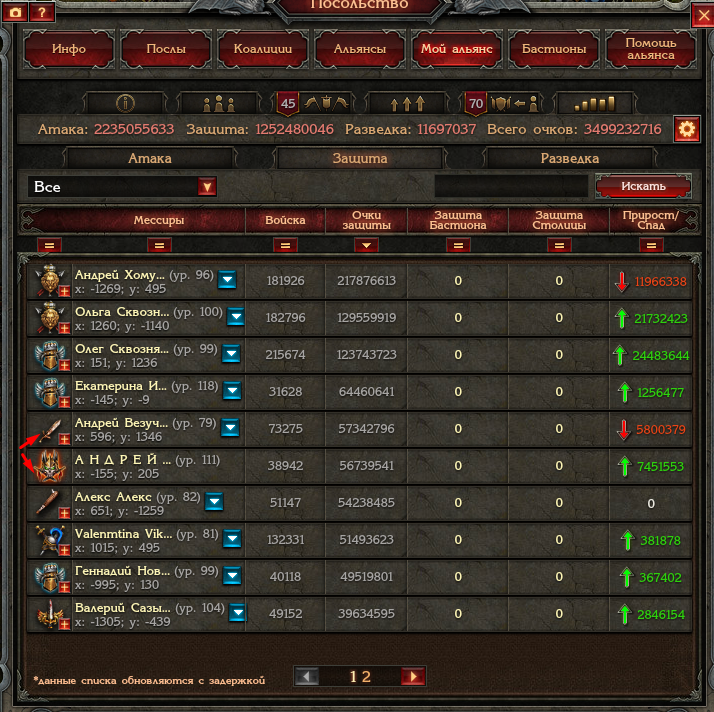 Посольство
?
Инфо
Послы
Коалиции
Альянсы
Мой альянс
Бастионы
Помощь
альянса
45
70
Атака: 2235055633 Защита: 1252480046 Разведка: 11697037 Всего очков: 3499232716
Атака
Защита
Разведка
Все
Искать
Мессиры
Войска
Очки
защиты
Защита
Бастиона
Защита
Столицы
Прирост/
Спад
Андрей Хому... (ур. 96)
x: -1269; y: 495
181926 217876613 0 0 11966338
Ольга Сквозн... (ур. 100)
x: 1260; y: -1140
182796 129559919 0 0 21732423
Олег Сквозня... (ур. 99)
x: 151; y: 1236
215674 123743723 0 0 24483644
Екатерина И... (ур. 118)
x: -145; y: -9
31628 64460641 0 0 1256477
Андрей Везуч... (ур. 79)
x: 596; y: 1346
73275 57342796 0 0 5800379
А Н Д Р Е Й ... (ур. 111)
x: -155; y: 205
38942 56739541 0 0 7451553
Алекс Алекс (ур. 82)
x: 651; y: -1259
51147 54238485 0 0 0
Valenmtina Vik... (ур. 81)
x: 1015; y: 495
132331 51493623 0 0 381878
Геннадий Нов... (ур. 99)
x: -995; y: 130
40118 49519801 0 0 367402
Валерий Сазы... (ур. 104)
x: -1305; y: -439
49152 39634595 0 0 2846154
*данные списка обновляются с задержкой
1 2